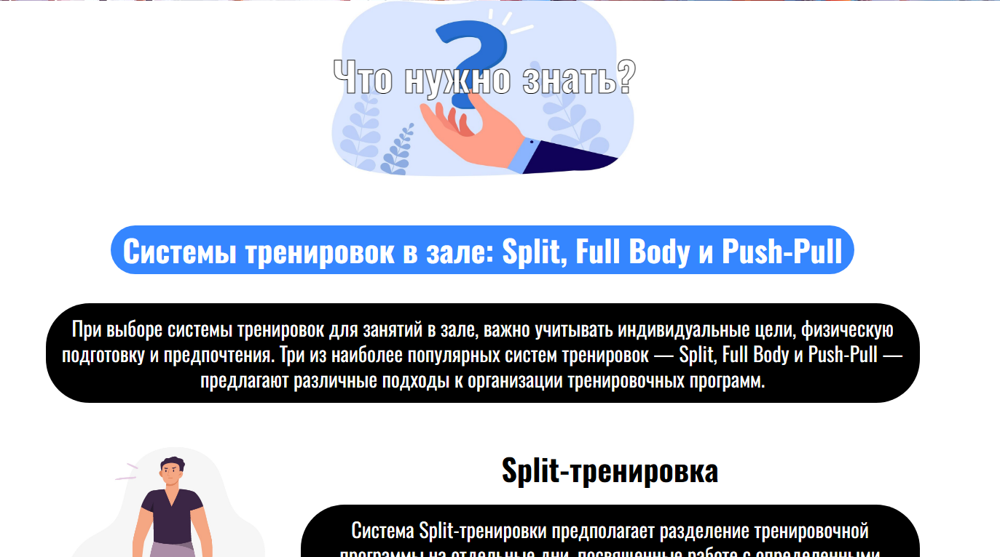 Что нужно знать?
Системы тренировок в зале: Split, Full Body и Push-Pull
При выборе системы тренировок для занятий в зале, важно учитывать индивидуальные цели, физическую
подготовку и предпочтения. Три из наиболее популярных систем тренировок — Split, Full Body и Push-Pull —
предлагают различные подходы к организации тренировочных программ.
Split-тренировка
Система Split-тренировки предполагает разделение тренировочной
программы на отдельные дни, посвященные работе с определенными